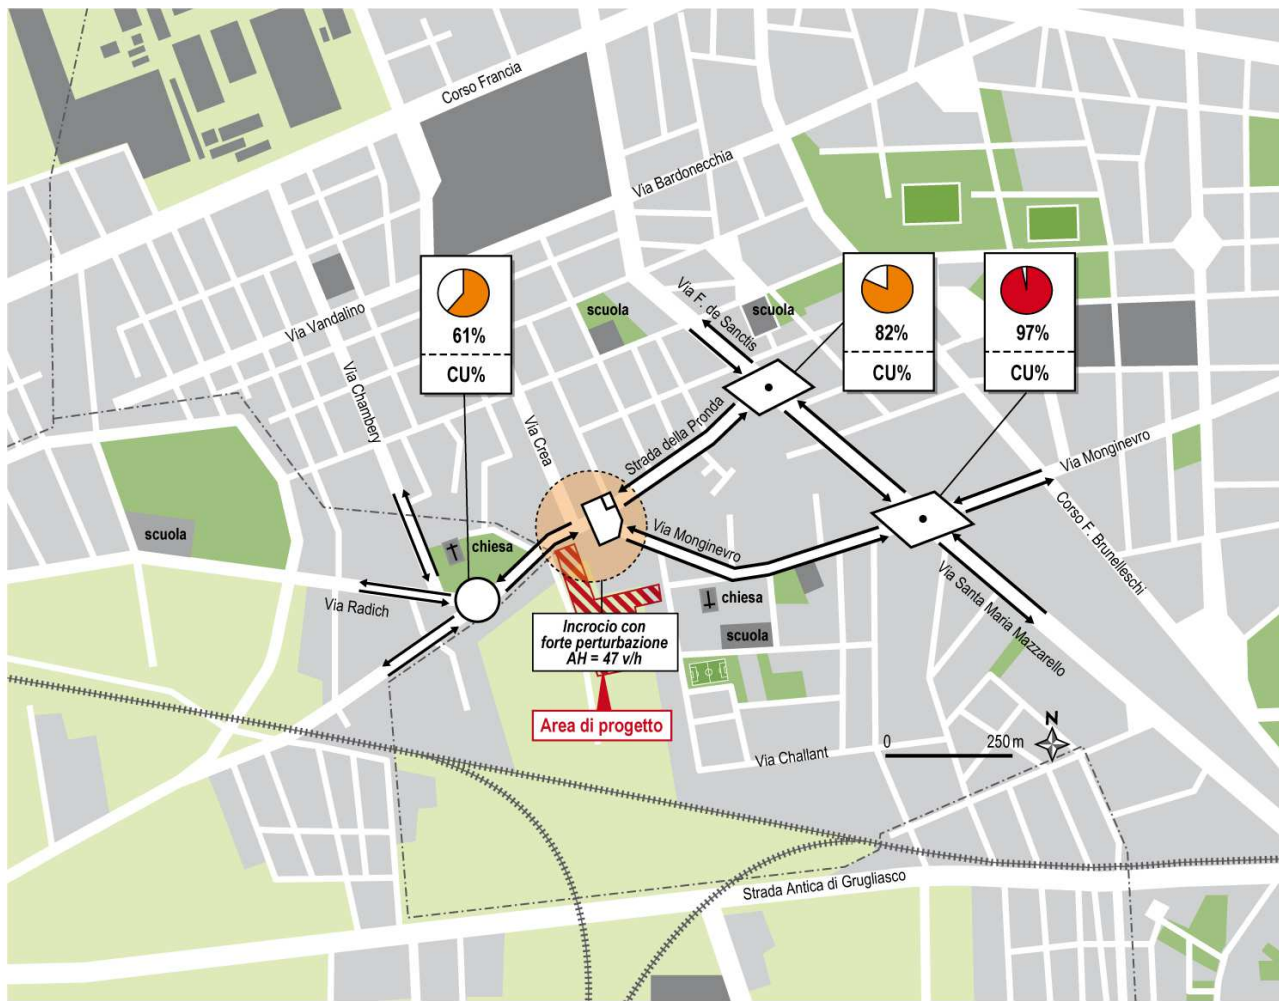 Corso Francia
Via Bardonecchia
Via Vandalino
Via F. de Sanctis
scuola
scuola
61%
CU%
82%
CU%
97%
CU%
Via Chambery
Via Crea
Strada della Pronda
Via Monginevro
Corso F. Brunelleschi
scuola
chiesa
Via Monginevro
Via Radich
chiesa
scuola
Via Santa Maria Mazzarello
Incrocio con
forte perturbazione
AH = 47 v/h
Area di progetto
Via Challant
0
250 m
N
Strada Antica di Grugliasco